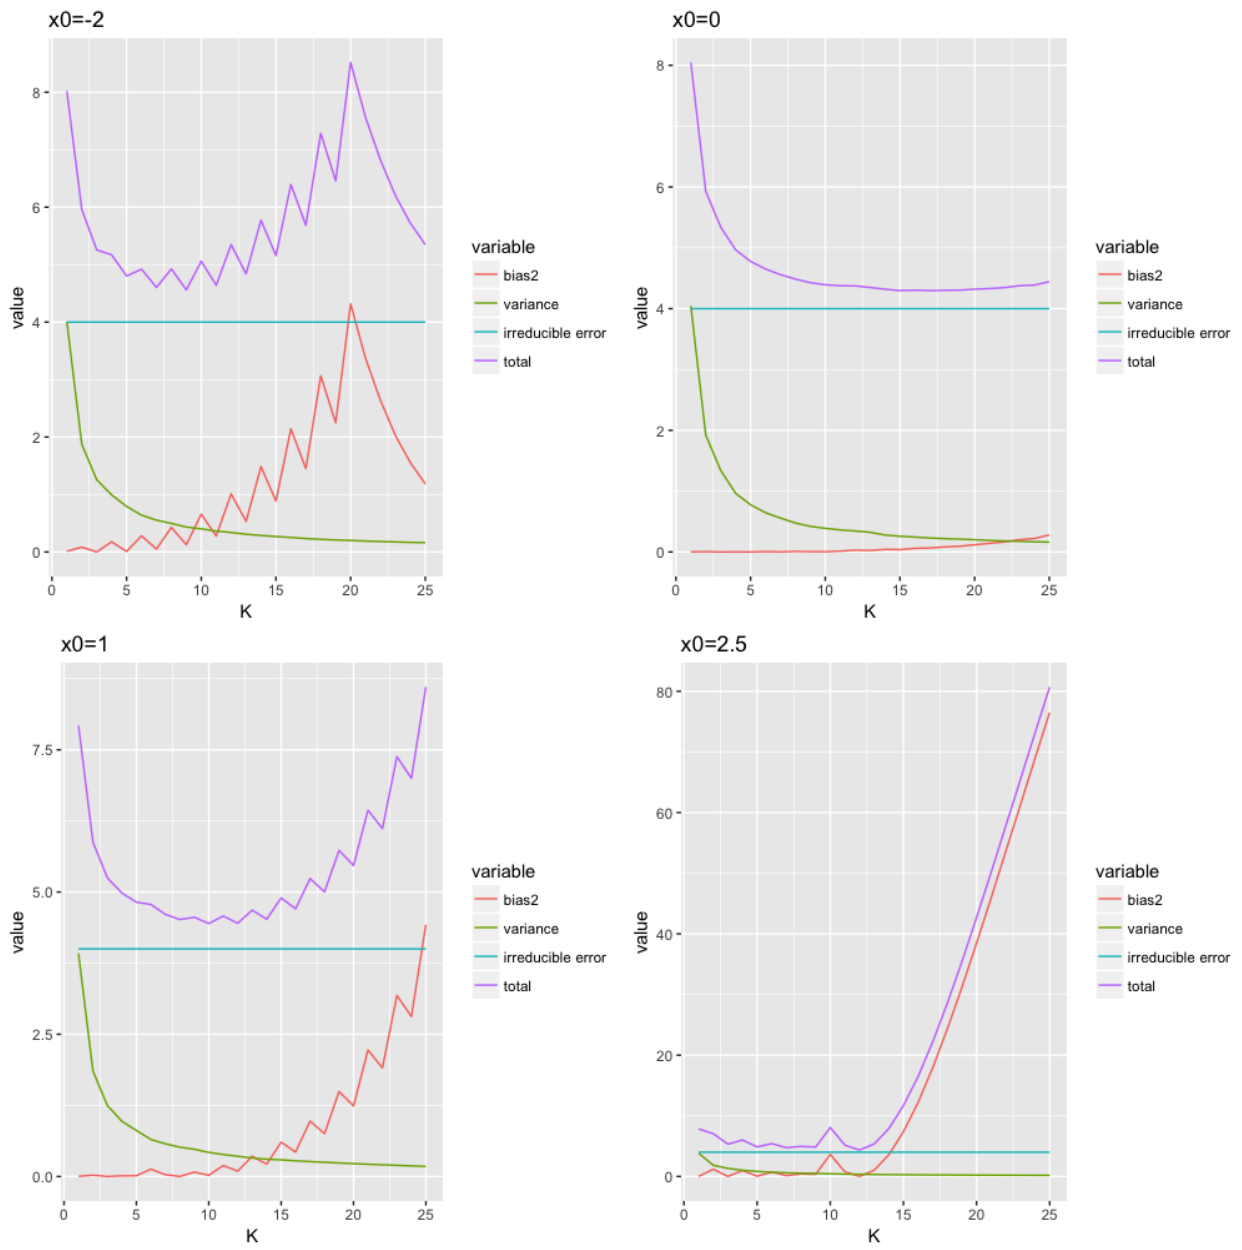 x0=-2
8
6
4
2
0
value
0 5 10 15 20 25
K
variable
bias2
variance
irreducible error
total
x0=0
8
6
4
2
0
value
0 5 10 15 20 25
K
variable
bias2
variance
irreducible error
total
x0=1
7.5
5.0
2.5
0.0
value
0 5 10 15 20 25
K
variable
bias2
variance
irreducible error
total
x0=2.5
80
60
40
20
0
value
0 5 10 15 20 25
K
variable
bias2
variance
irreducible error
total